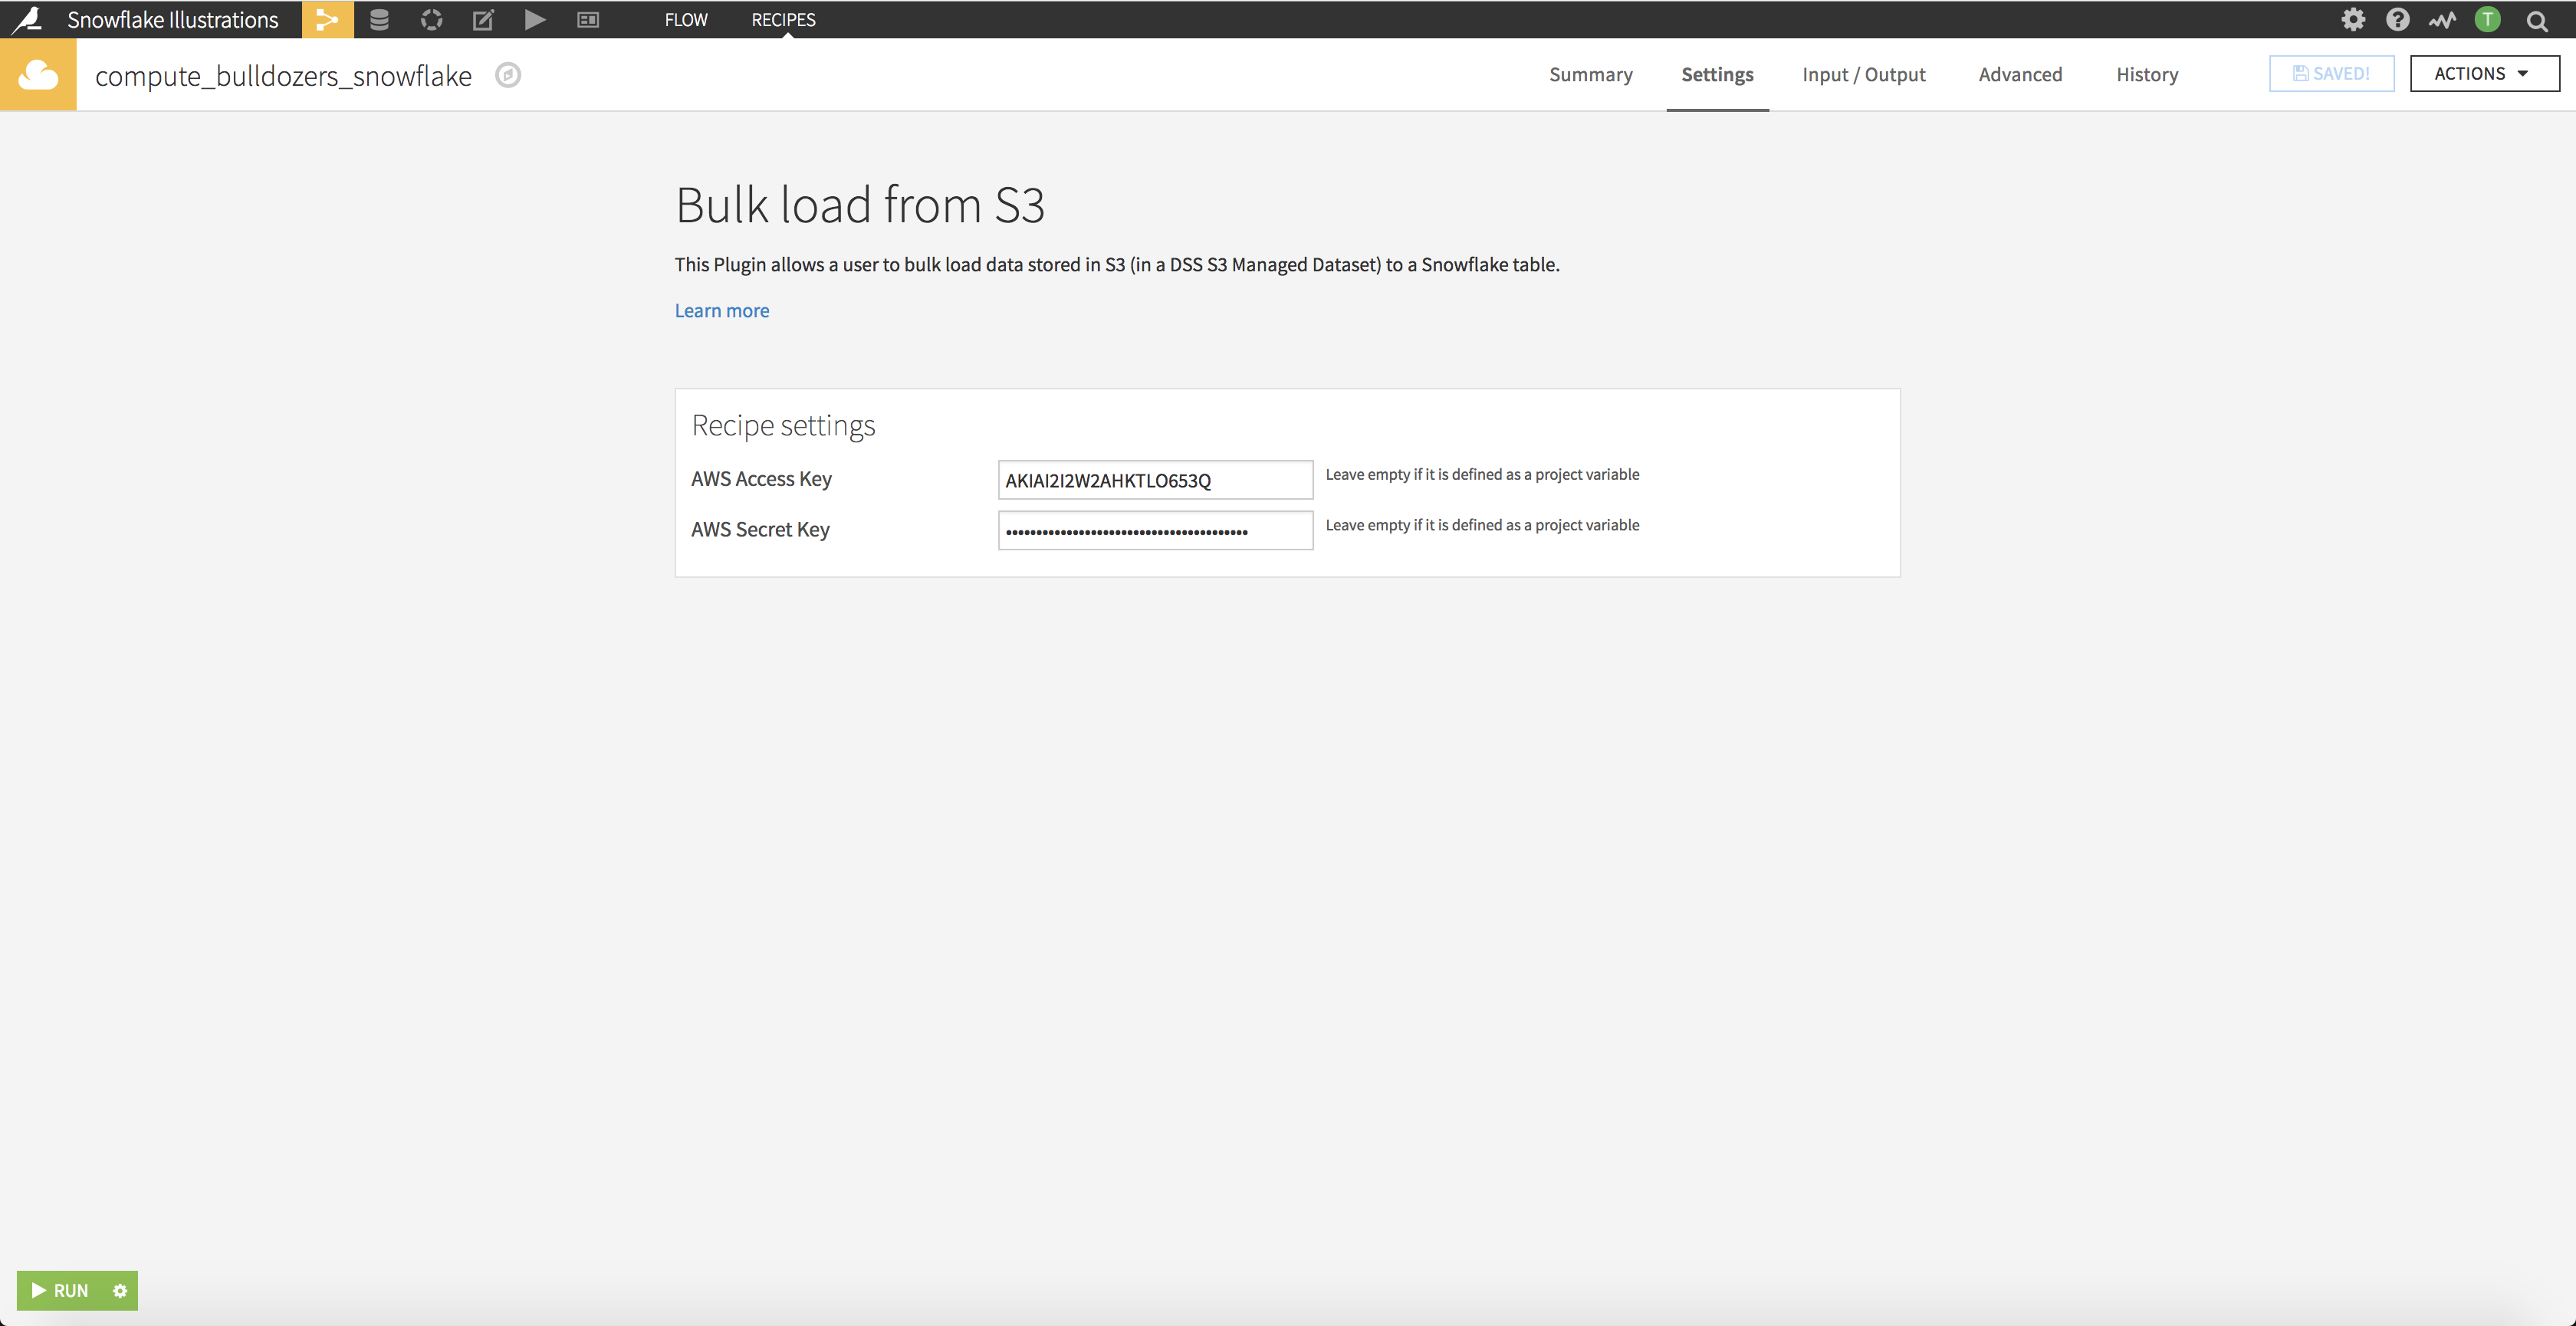 Snowflake Illustrations FLOW RECIPES T
compute_bulldozers_snowflake Summary Settings Input / Output Advanced History SAVED! ACTIONS
Bulk load from S3
This Plugin allows a user to bulk load data stored in S3 (in a DSS S3 Managed Dataset) to a Snowflake table.
Learn more
Recipe settings
AWS Access Key AKIAI2I2W2AHKTLO653Q Leave empty if it is defined as a project variable
AWS Secret Key Leave empty if it is defined as a project variable
RUN